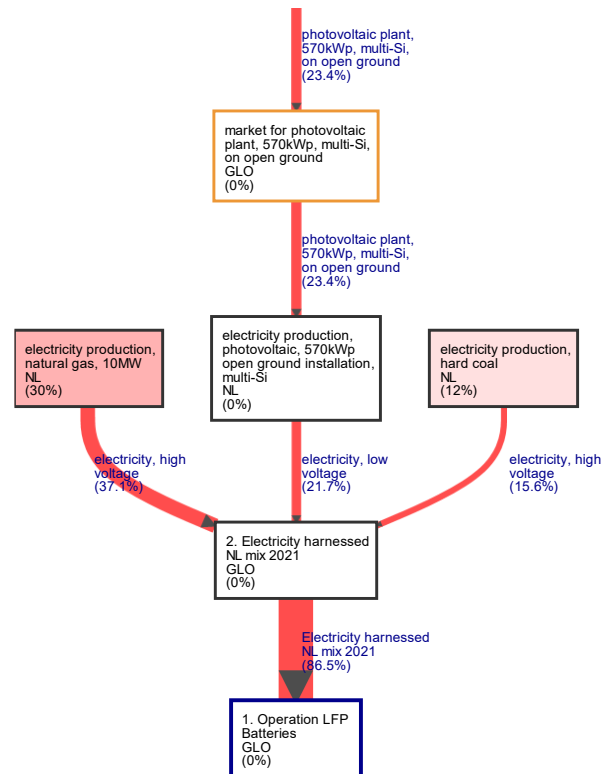 photovoltaic plant,
570kWp, multi-Si,
on open ground
(23.4%)
market for photovoltaic
plant, 570kWp, multi-Si,
on open ground
GLO
(0%)
photovoltaic plant,
570kWp, multi-Si,
on open ground
(23.4%)
electricity production,
natural gas, 10MW
NL
(30%)
electricity production,
photovoltaic, 570kWp
open ground installation,
multi-Si
NL
(0%)
electricity production,
hard coal
NL
(12%)
electricity, high
voltage
(37.1%)
electricity, low
voltage
(21.7%)
electricity, high
voltage
(15.6%)
2. Electricity harnessed
NL mix 2021
GLO
(0%)
Electricity harnessed
NL mix 2021
(86.5%)
1. Operation LFP
Batteries
GLO
(0%)